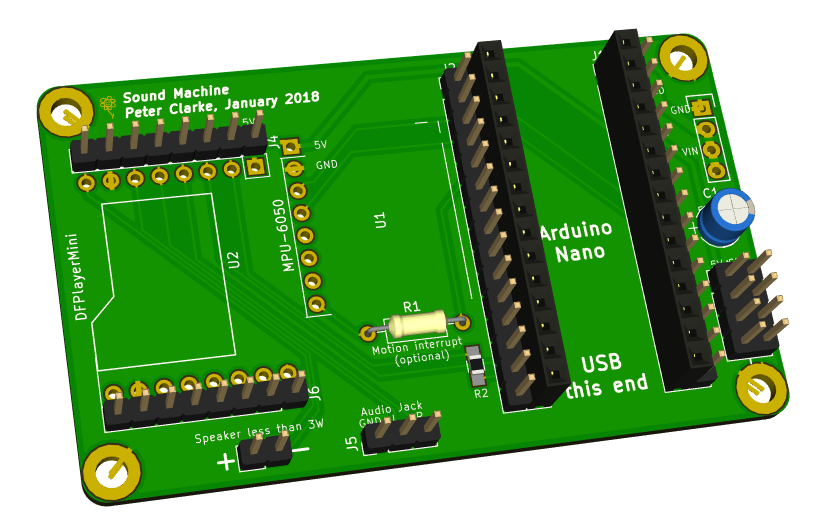 Sound Machine
Peter Clarke, January 2018
5V
J4
5V
GND
MPU-6050
U1
U2
DFPlayerMini
R1
Motion interrupt
(optional)
R2
Arduino
Nano
USB
this end
GND
VIN
C1
+
J6
Speaker less than 3W
+
−
Audio Jack
J5